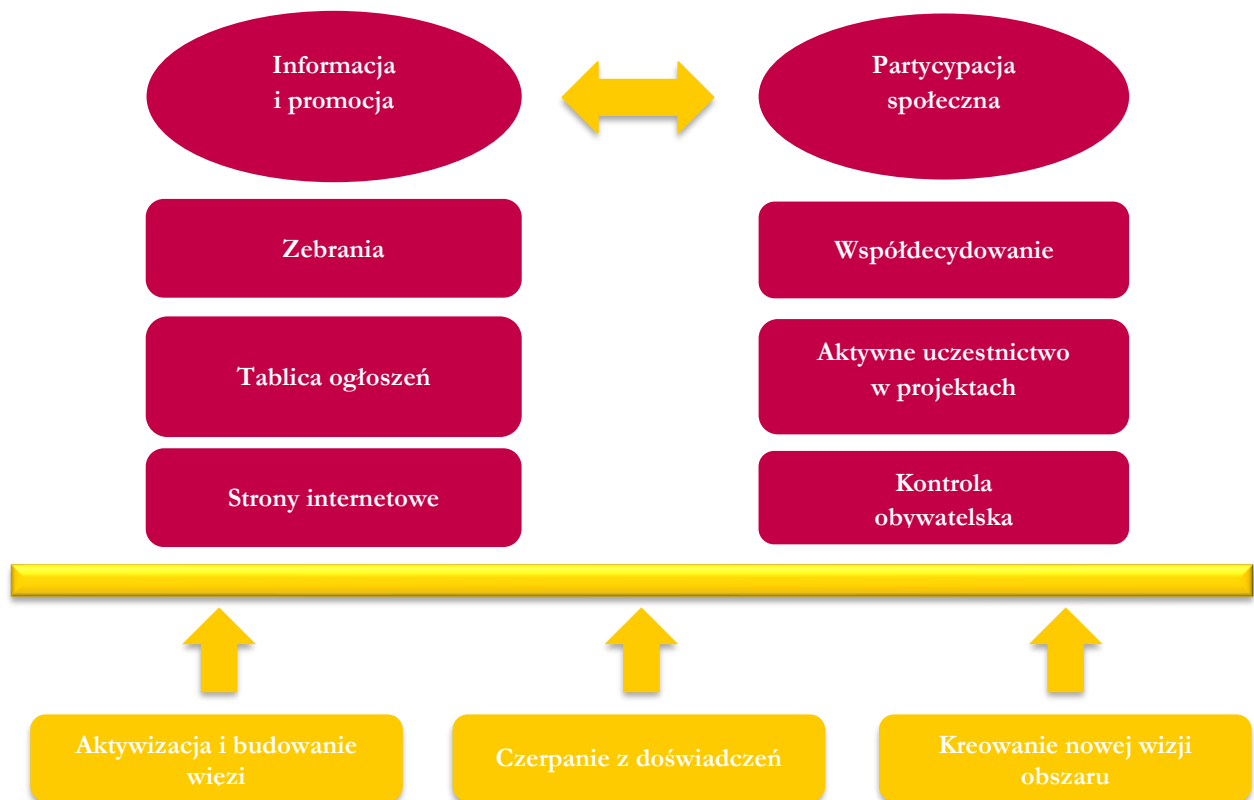 Informacja
i promocja
Partycypacja
społeczna
Zebrania
Współdecydowanie
Tablica ogłoszeń
Aktywne uczestnictwo
w projektach
Strony internetowe
Kontrola
obywatelska
Aktywizacja i budowanie
więzi
Czerpanie z doświadczeń
Kreowanie nowej wizji
obszaru